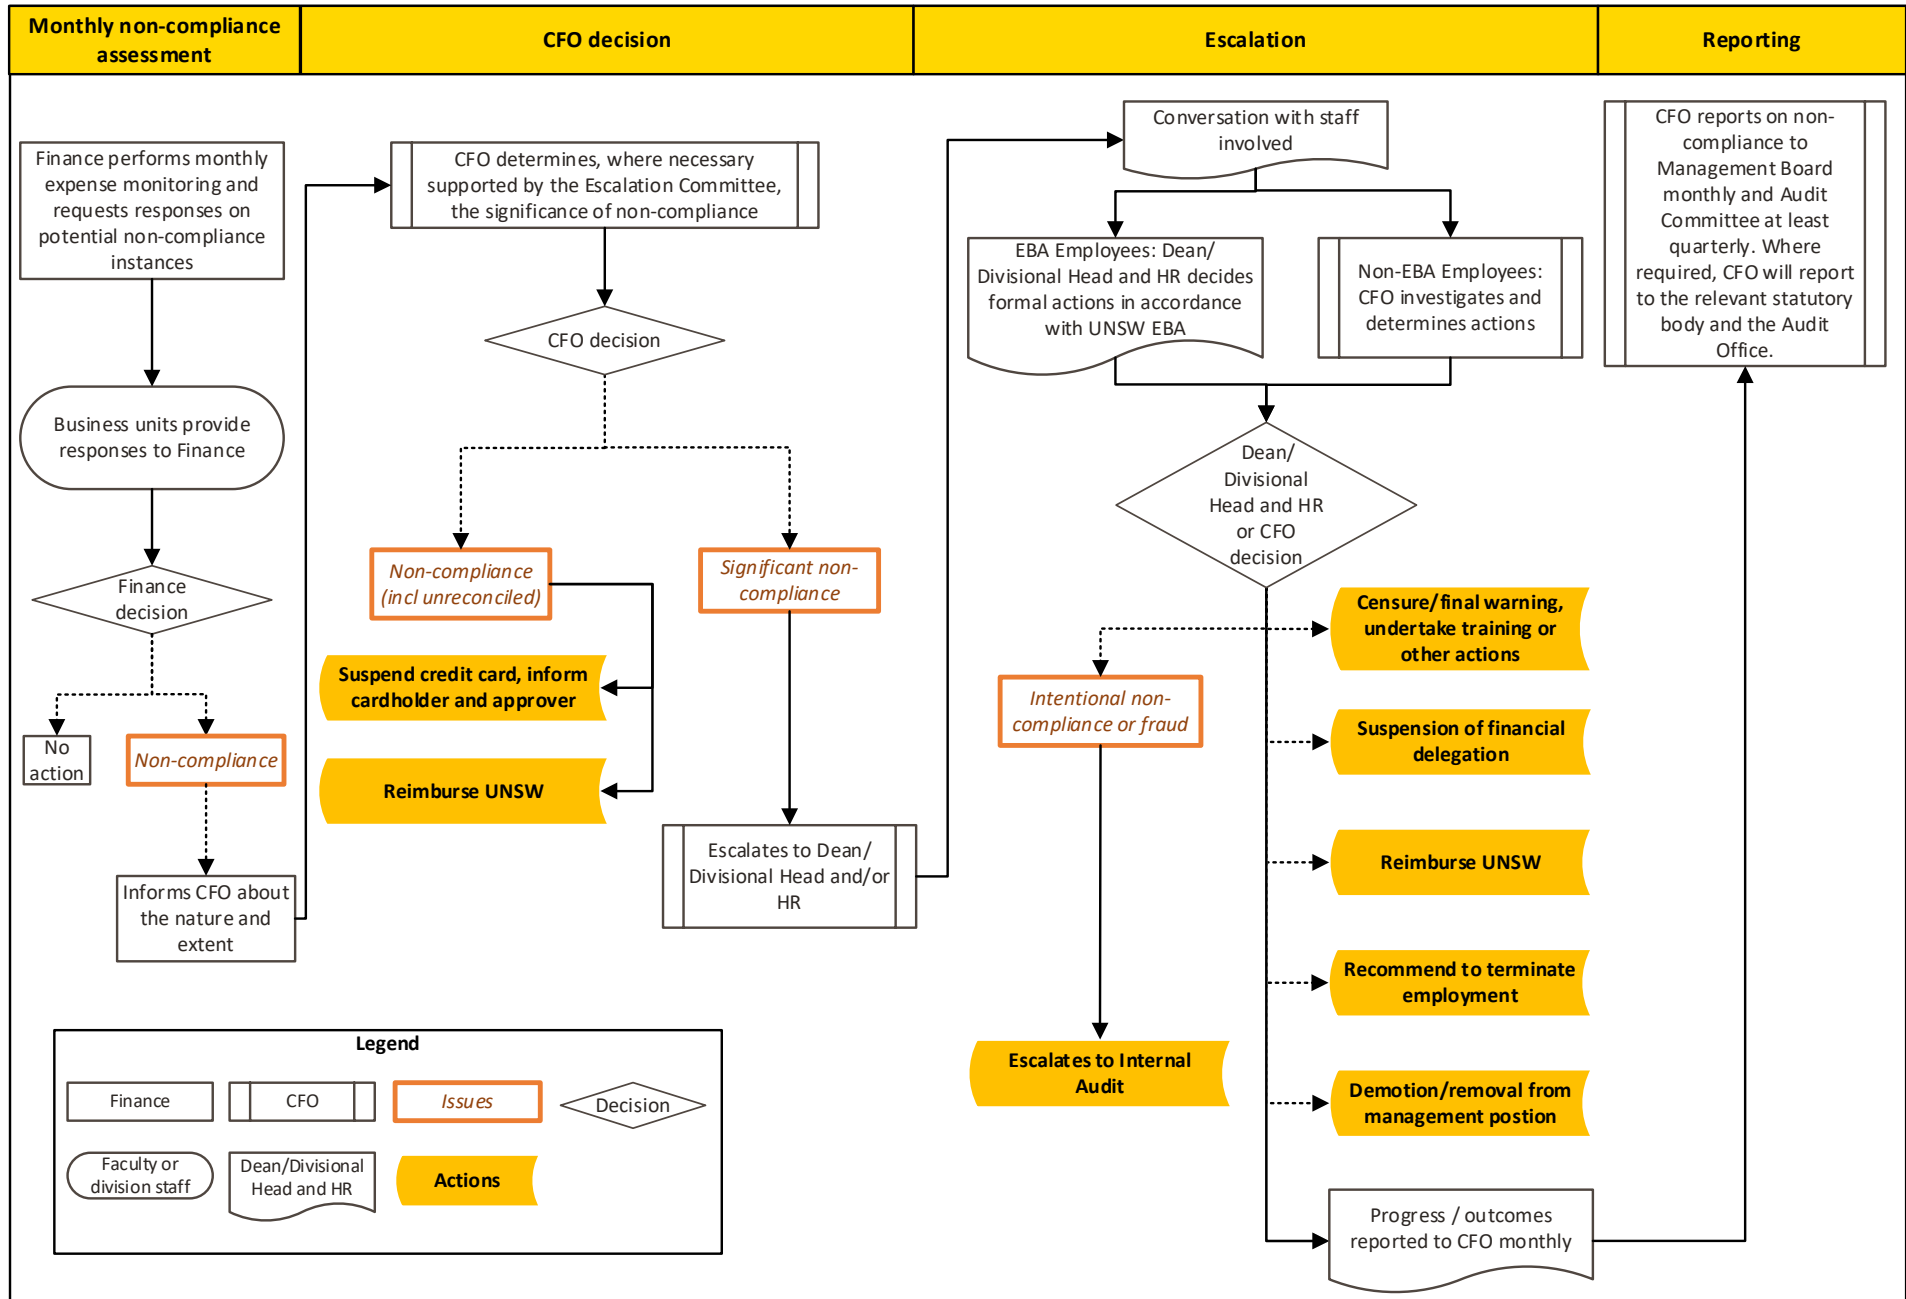 Monthly non-compliance
assessment
CFO decision
Escalation
Reporting
Finance performs monthly
expense monitoring and
requests responses on
potential non-compliance
instances
Business units provide
responses to Finance
Finance
decision
No
action
Non-compliance
Informs CFO about
the nature and
extent
CFO determines, where necessary
supported by the Escalation Committee,
the significance of non-compliance
CFO decision
Non-compliance
(incl unreconciled)
Significant non-
compliance
Suspend credit card, inform
cardholder and approver
Reimburse UNSW
Escalates to Dean/
Divisional Head and/or
HR
Conversation with staff
involved
EBA Employees: Dean/
Divisional Head and HR decides
formal actions in accordance
with UNSW EBA
Non-EBA Employees:
CFO investigates and
determines actions
Dean/
Divisional
Head and HR
or CFO
decision
Intentional non-
compliance or fraud
Escalates to Internal
Audit
Censure/final warning,
undertake training or
other actions
Suspension of financial
delegation
Reimburse UNSW
Recommend to terminate
employment
Demotion/removal from
management postion
Progress / outcomes
reported to CFO monthly
CFO reports on non-
compliance to
Management Board
monthly and Audit
Committee at least
quarterly. Where
required, CFO will report
to the relevant statutory
body and the Audit
Office.
Legend
Finance
CFO
Issues
Decision
Faculty or
division staff
Dean/Divisional
Head and HR
Actions